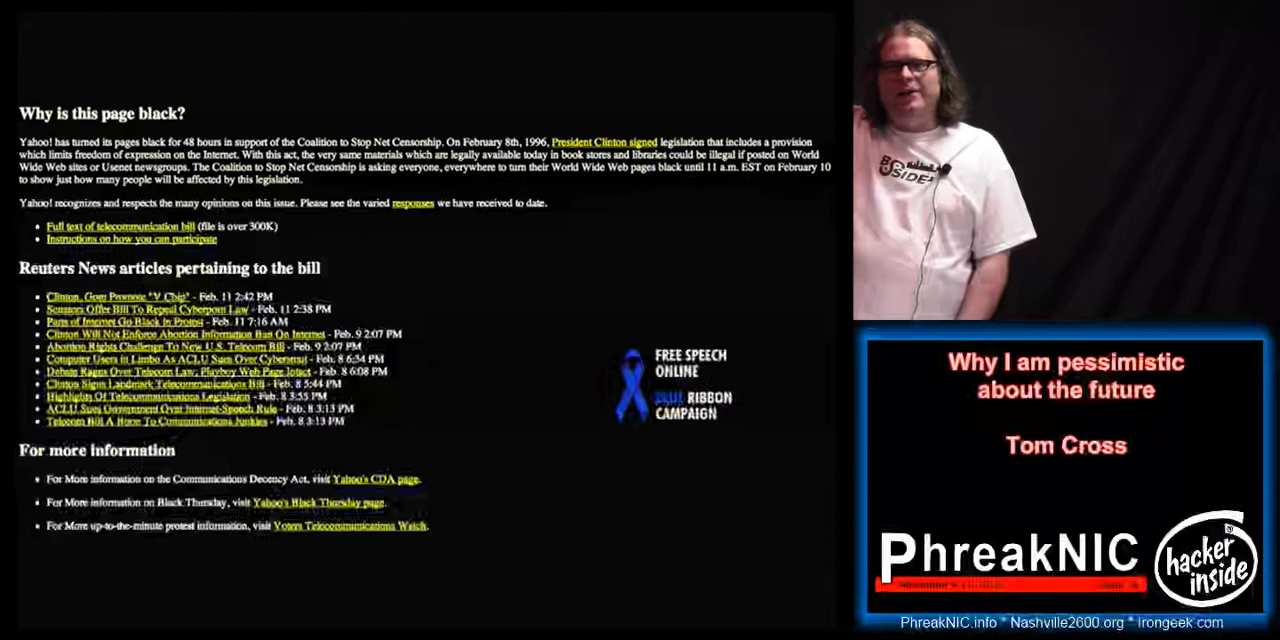 Why is this page black?
Yahoo! has turned its pages black for 48 hours in support of the Coalition to Stop Net Censorship. On February 8th, 1996, President Clinton signed legislation that includes a provision
which limits freedom of expression on the Internet. With this act, the very same materials which are legally available today in book stores and libraries could be illegal if posted on World
Wide Web sites or Usenet newsgroups. The Coalition to Stop Net Censorship is asking everyone, everywhere to turn their World Wide Web pages black until 11 a.m. EST on February 10
to show just how many people will be affected by this legislation.
Yahoo! recognizes and respects the many opinions on this issue. Please see the varied responses we have received to date.
Full text of telecommunication bill (file is over 300K)
Instructions on how you can participate
Reuters News articles pertaining to the bill
Clinton, Gore Promote "V Chip" - Feb. 11 2:42 PM
Senators Offer Bill To Repeal Cyberporn Law - Feb. 11 2:38 PM
Parts of Internet Go Black in Protest - Feb. 11 7:16 AM
Clinton Will Not Enforce Abortion Information Ban On Internet - Feb. 9 2:07 PM
Abortion Rights Challenge To New U.S. Telecom Bill - Feb. 9 2:07 PM
Computer Users in Limbo As ACLU Sues Over Cybersmut - Feb. 8 6:34 PM
Debate Rages Over Telecom Law; Playboy Web Page Intact - Feb. 8 6:08 PM
Clinton Signs Landmark Telecommunications Bill - Feb. 8 5:44 PM
Highlights Of Telecommunications Legislation - Feb. 8 3:55 PM
ACLU Sues Government Over Internet-Speech Rule - Feb. 8 3:13 PM
Telecom Bill A Boon To Communications Junkies - Feb. 8 3:13 PM
FREE SPEECH
ONLINE
BLUE RIBBON
CAMPAIGN
For more information
For More information on the Communications Decency Act, visit Yahoo's CDA page.
For More information on Black Thursday, visit Yahoo's Black Thursday page.
For More up-to-the-minute protest information, visit Voters Telecommunications Watch.
Why I am pessimistic
about the future
Tom Cross
PhreakNIC
hacker
inside
PhreakNIC.info * Nashville2600.org * irongeek.com